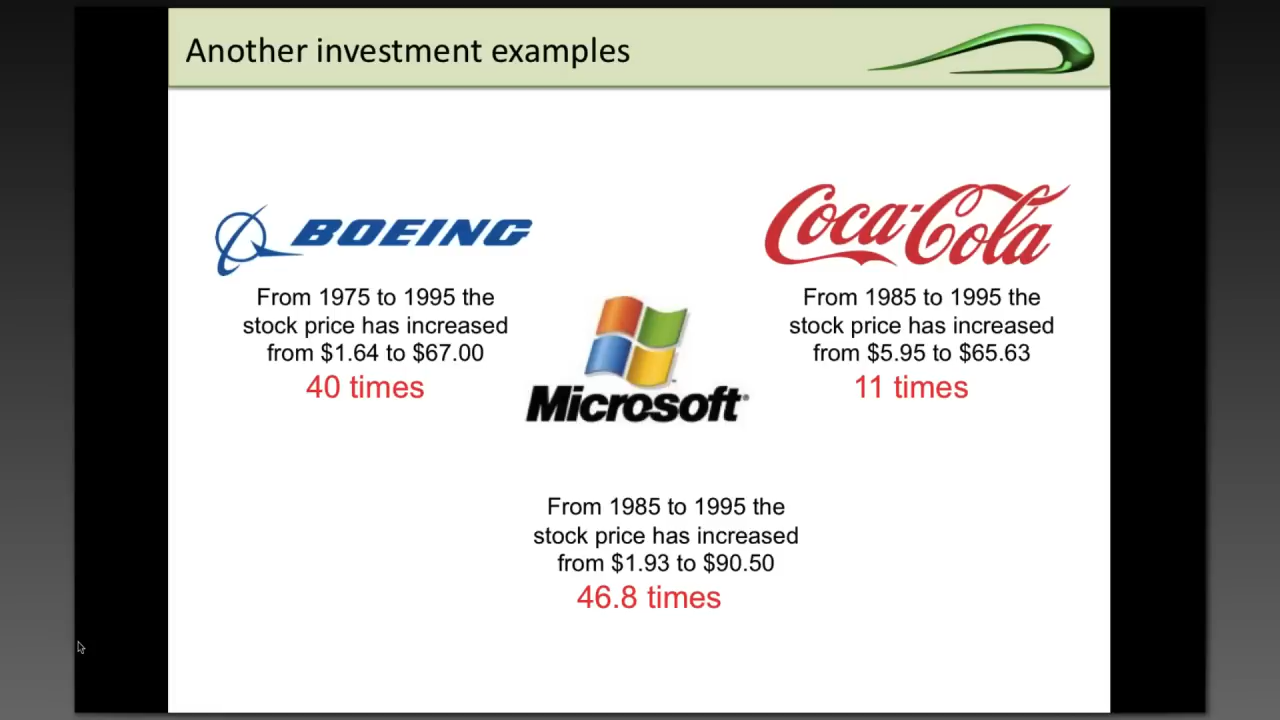 Another investment examples
BOEING
Coca-Cola
From 1975 to 1995 the
stock price has increased
from $1.64 to $67.00
40 times
From 1985 to 1995 the
stock price has increased
from $5.95 to $65.63
11 times
Microsoft®
From 1985 to 1995 the
stock price has increased
from $1.93 to $90.50
46.8 times